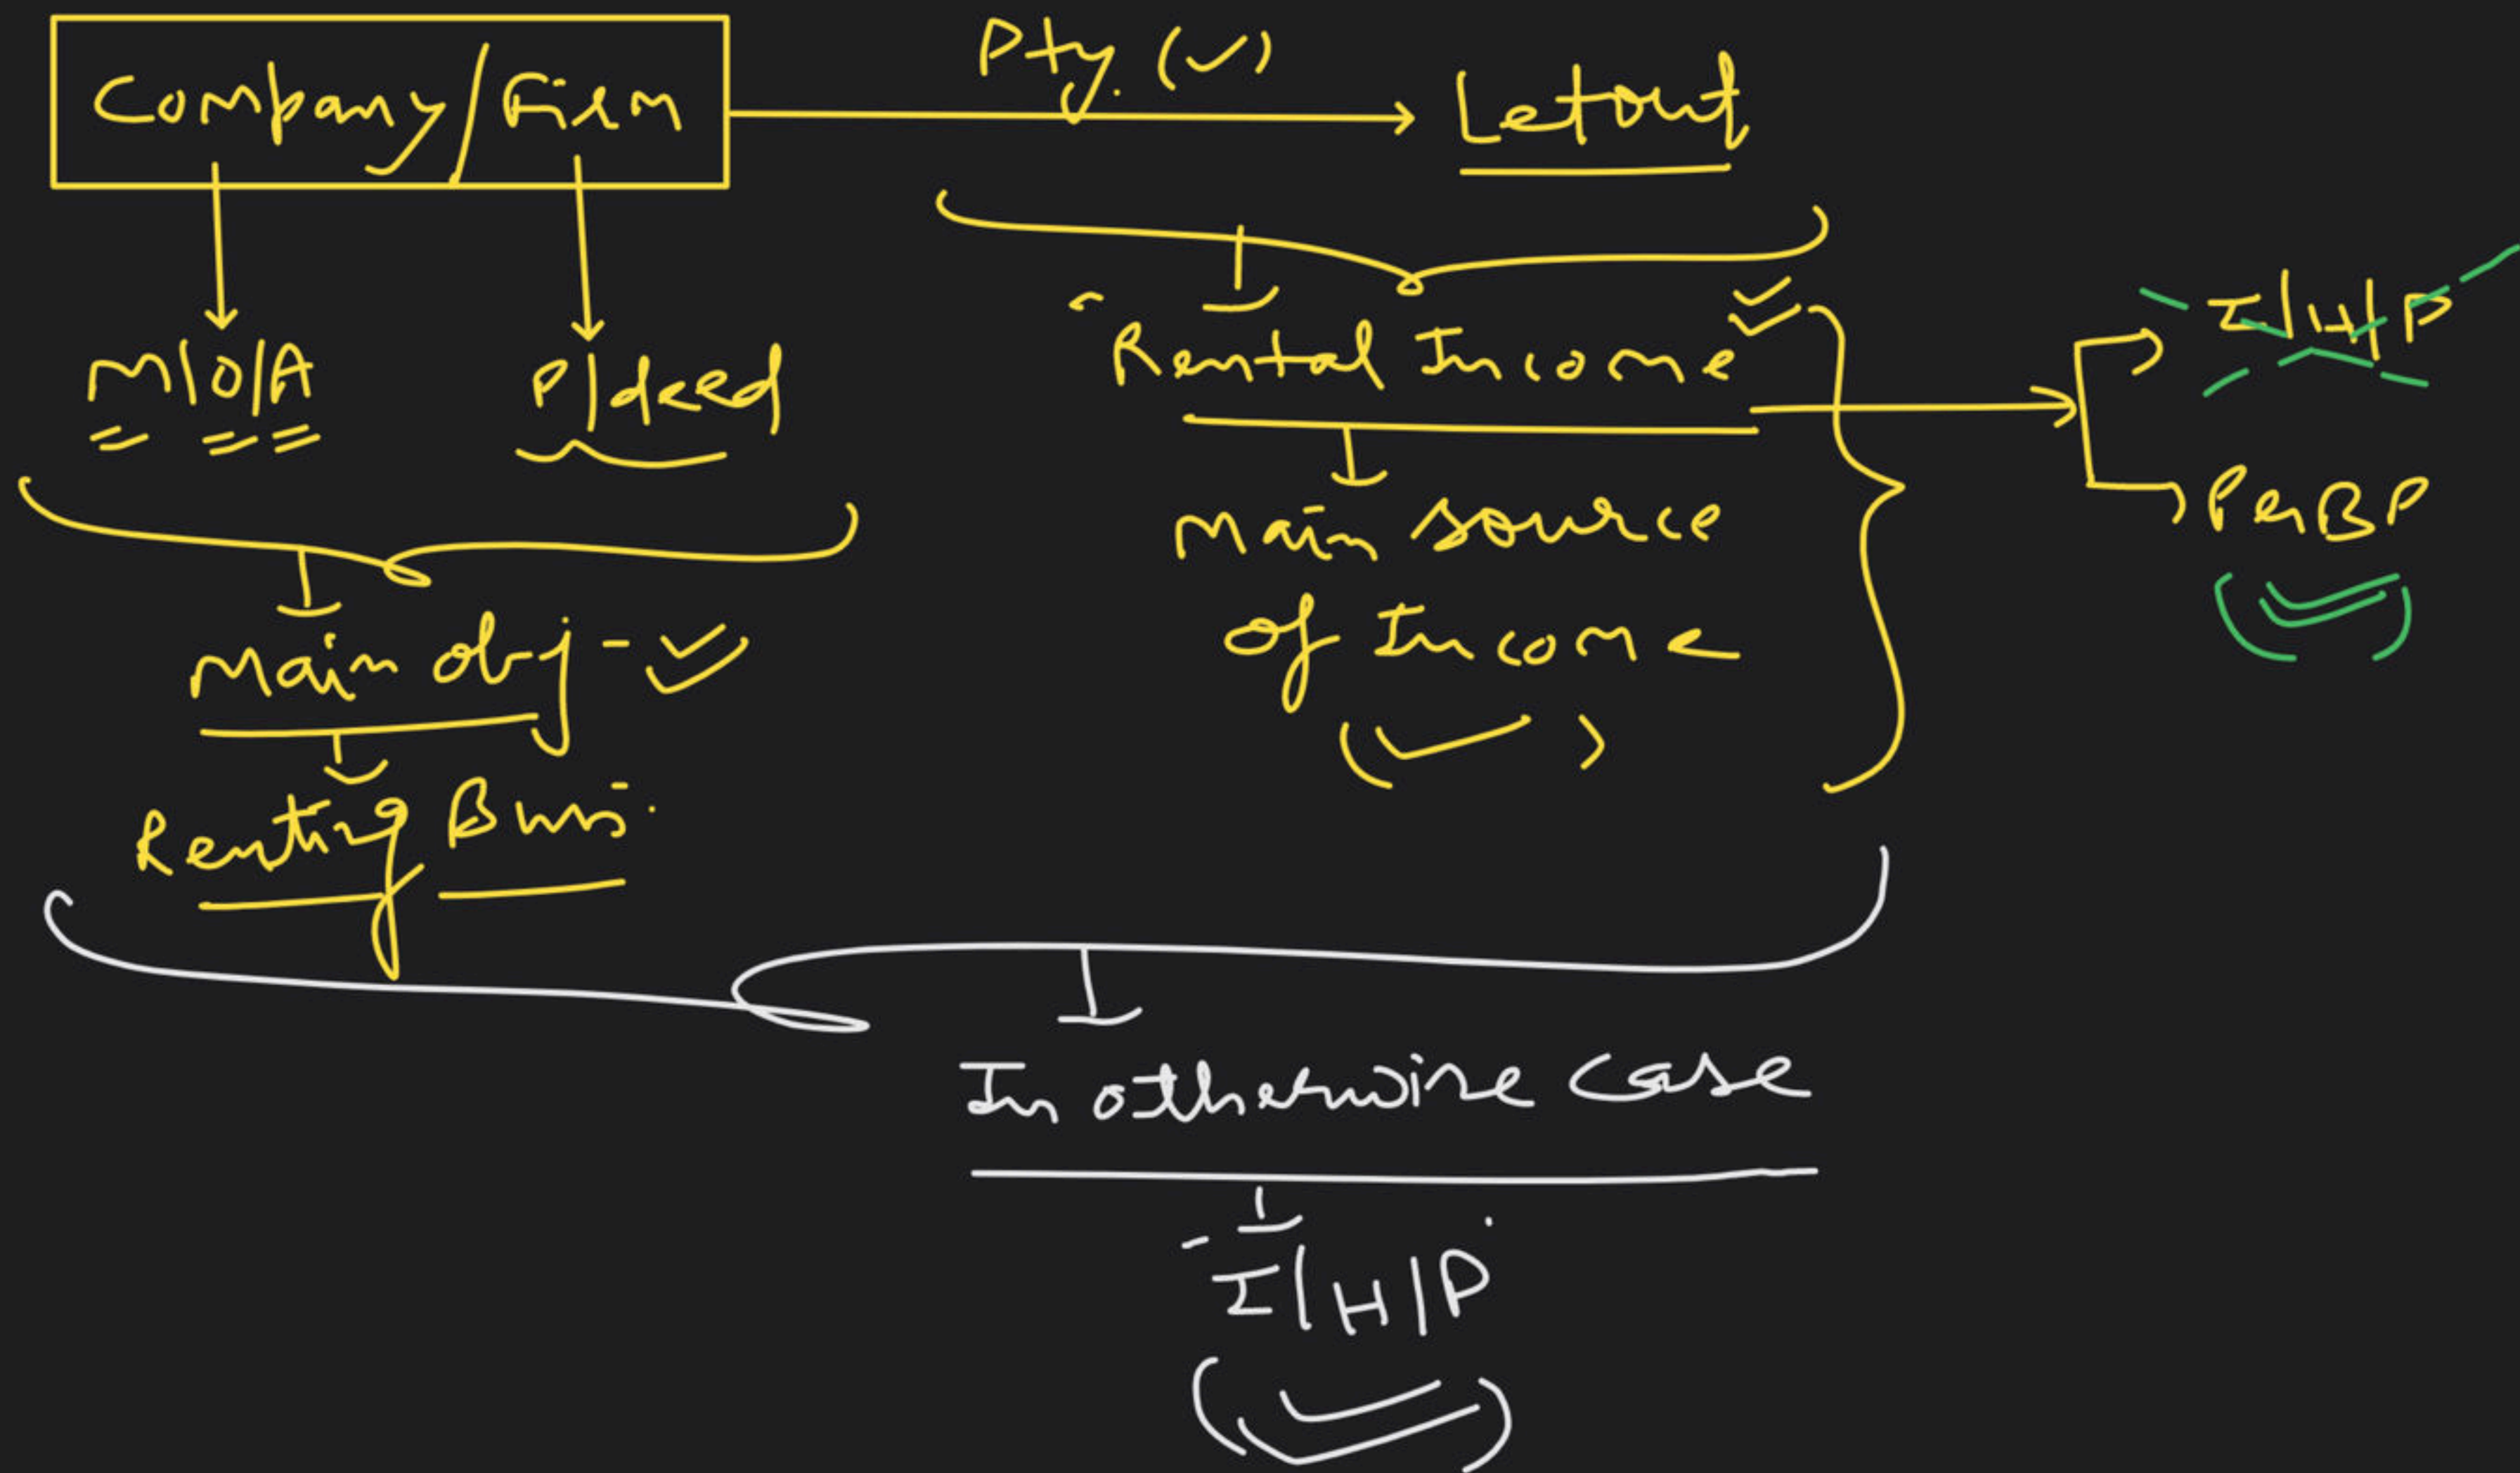 Company/Firm
Pty. (✓)
Letout
M/O/A
P/deed
Main obj -
Renting Busi.
Rental Income
Main source
of Income
I/H/P
PGBP
In otherwise case
I/H/P